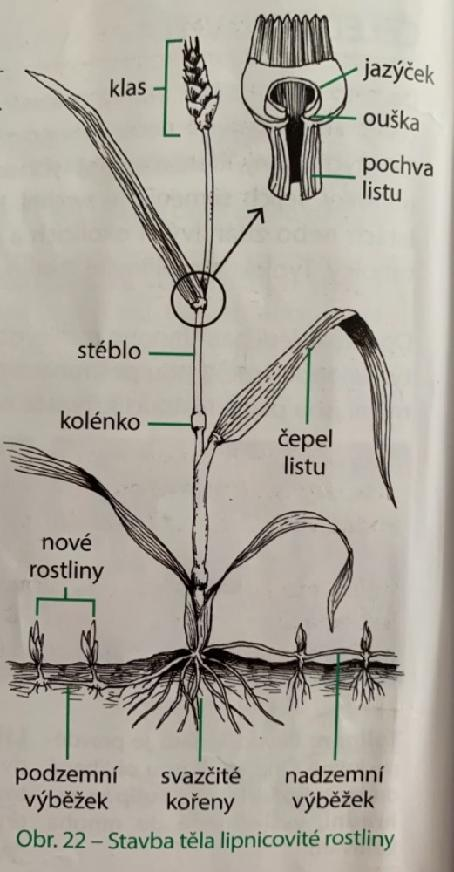 klas
jazýček
ouška
pochva
listu
stéblo
kolénko
čepel
listu
nové
rostliny
podzemní
výběžek
svazčité
kořeny
nadzemní
výběžek
Obr. 22 – Stavba těla lipnicovité rostliny